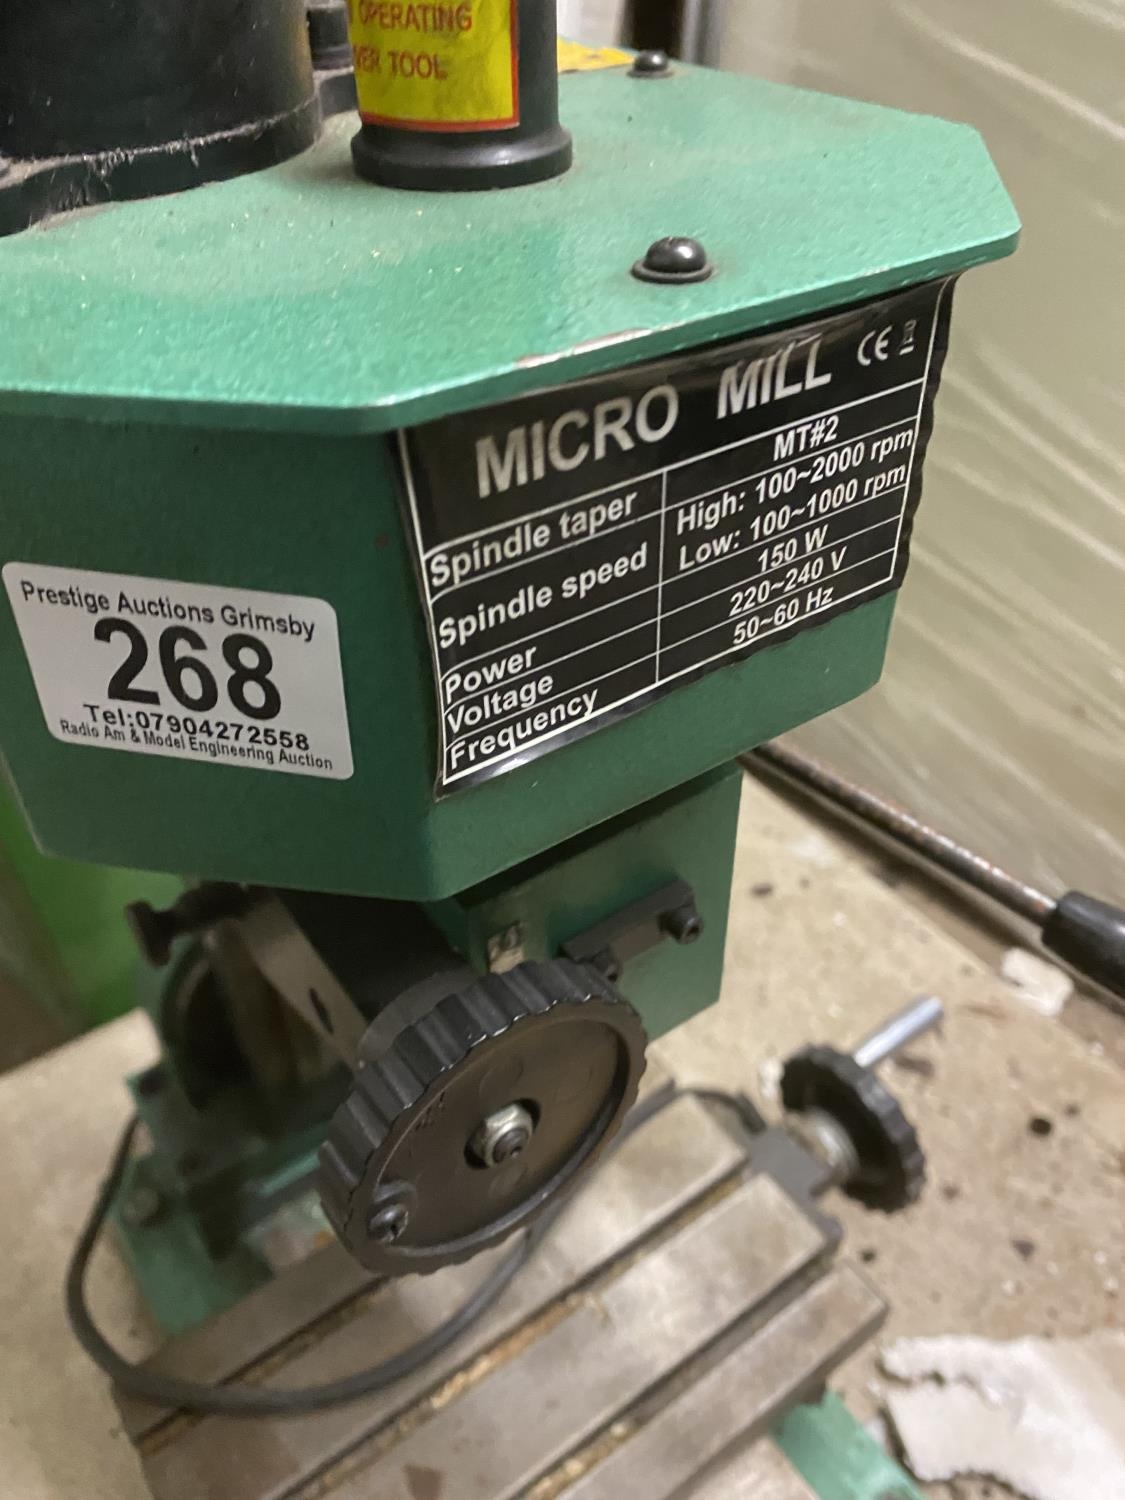 OPERATING
TOOL
MICRO MILL CE
Spindle taper MT#2
Spindle speed High: 100~2000 rpm
Low: 100~1000 rpm
Power 150 W
Voltage 220~240 V
Frequency 50~60 Hz
Prestige Auctions Grimsby
268
Tel:07904272558
Radio Am & Model Engineering Auction